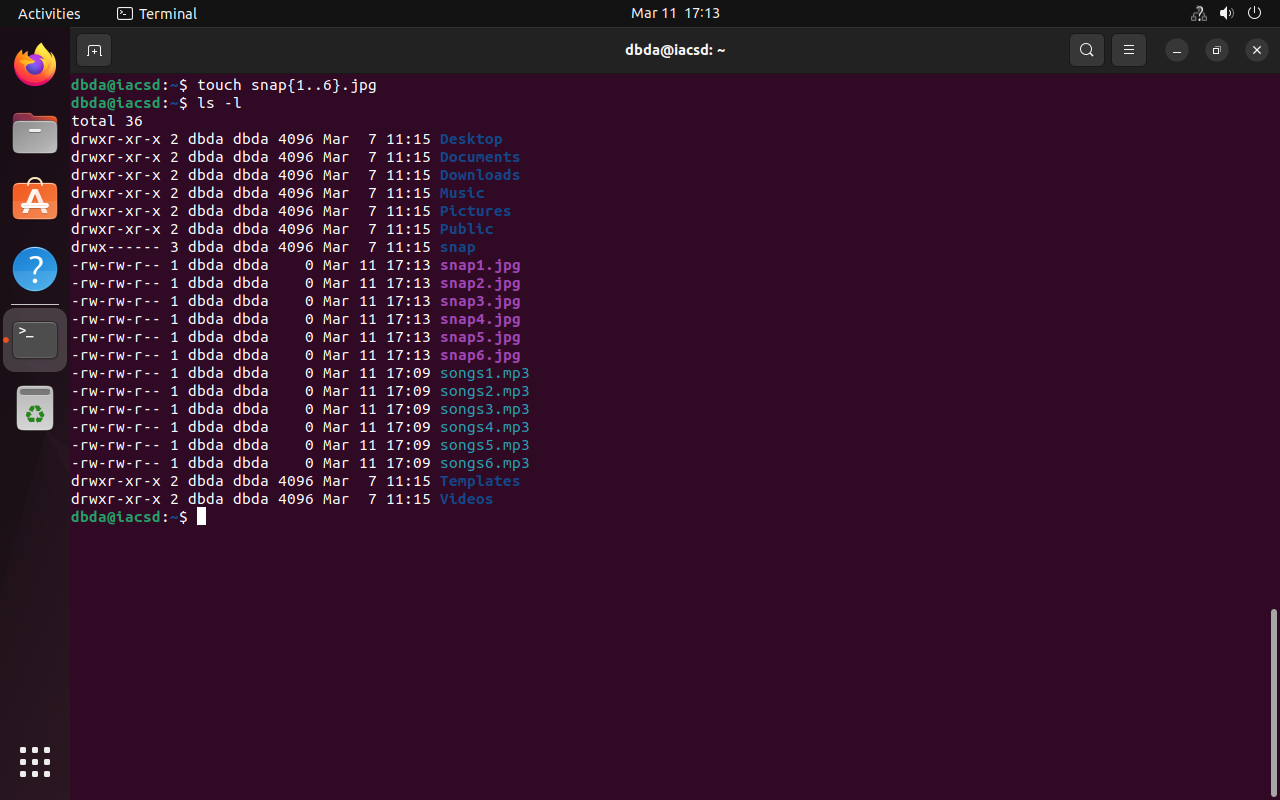 Activities
Terminal
Mar 11 17:13
dbda@iacsd: ~
dbda@iacsd:~$ touch snap{1..6}.jpg
dbda@iacsd:~$ ls -l
total 36
drwxr-xr-x 2 dbda dbda 4096 Mar  7 11:15 Desktop
drwxr-xr-x 2 dbda dbda 4096 Mar  7 11:15 Documents
drwxr-xr-x 2 dbda dbda 4096 Mar  7 11:15 Downloads
drwxr-xr-x 2 dbda dbda 4096 Mar  7 11:15 Music
drwxr-xr-x 2 dbda dbda 4096 Mar  7 11:15 Pictures
drwxr-xr-x 2 dbda dbda 4096 Mar  7 11:15 Public
drwx------ 3 dbda dbda 4096 Mar  7 11:15 snap
-rw-rw-r-- 1 dbda dbda    0 Mar 11 17:13 snap1.jpg
-rw-rw-r-- 1 dbda dbda    0 Mar 11 17:13 snap2.jpg
-rw-rw-r-- 1 dbda dbda    0 Mar 11 17:13 snap3.jpg
-rw-rw-r-- 1 dbda dbda    0 Mar 11 17:13 snap4.jpg
-rw-rw-r-- 1 dbda dbda    0 Mar 11 17:13 snap5.jpg
-rw-rw-r-- 1 dbda dbda    0 Mar 11 17:13 snap6.jpg
-rw-rw-r-- 1 dbda dbda    0 Mar 11 17:09 songs1.mp3
-rw-rw-r-- 1 dbda dbda    0 Mar 11 17:09 songs2.mp3
-rw-rw-r-- 1 dbda dbda    0 Mar 11 17:09 songs3.mp3
-rw-rw-r-- 1 dbda dbda    0 Mar 11 17:09 songs4.mp3
-rw-rw-r-- 1 dbda dbda    0 Mar 11 17:09 songs5.mp3
-rw-rw-r-- 1 dbda dbda    0 Mar 11 17:09 songs6.mp3
drwxr-xr-x 2 dbda dbda 4096 Mar  7 11:15 Templates
drwxr-xr-x 2 dbda dbda 4096 Mar  7 11:15 Videos
dbda@iacsd:~$